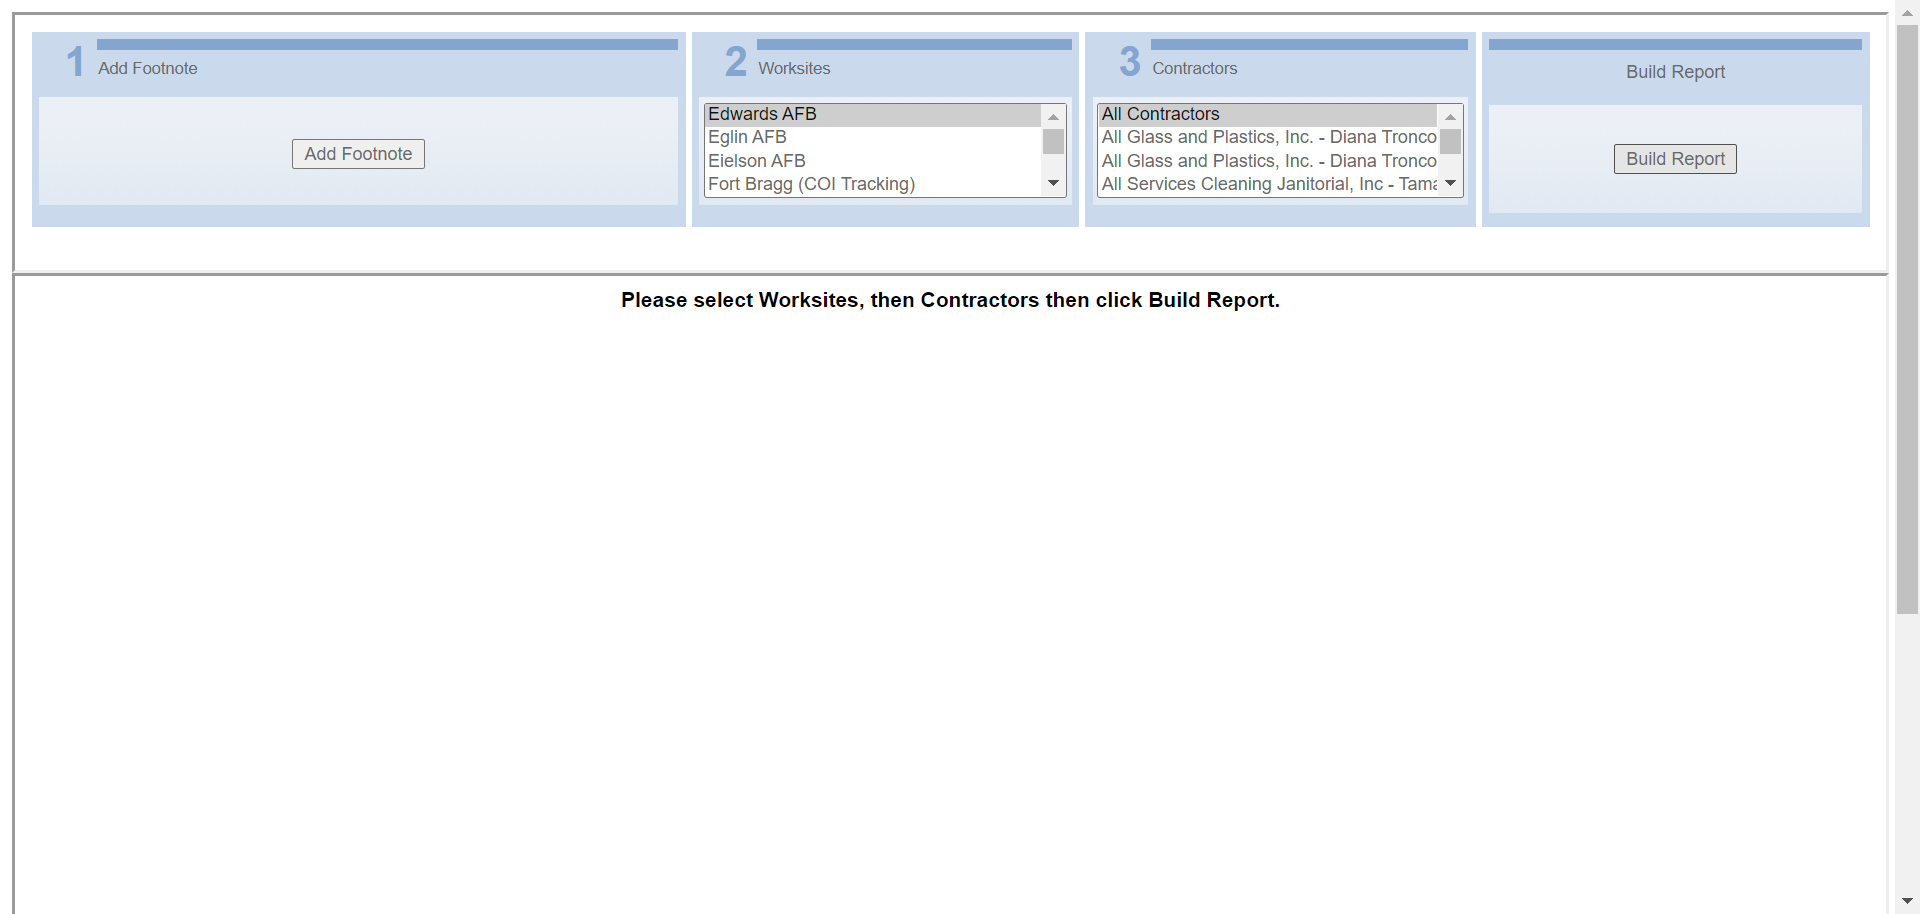 1 Add Footnote
Add Footnote
2 Worksites
Edwards AFB
Eglin AFB
Eielson AFB
Fort Bragg (COI Tracking)
3 Contractors
All Contractors
All Glass and Plastics, Inc. - Diana Tronco
All Glass and Plastics, Inc. - Diana Tronco
All Services Cleaning Janitorial, Inc - Tama
Build Report
Build Report
Please select Worksites, then Contractors then click Build Report.